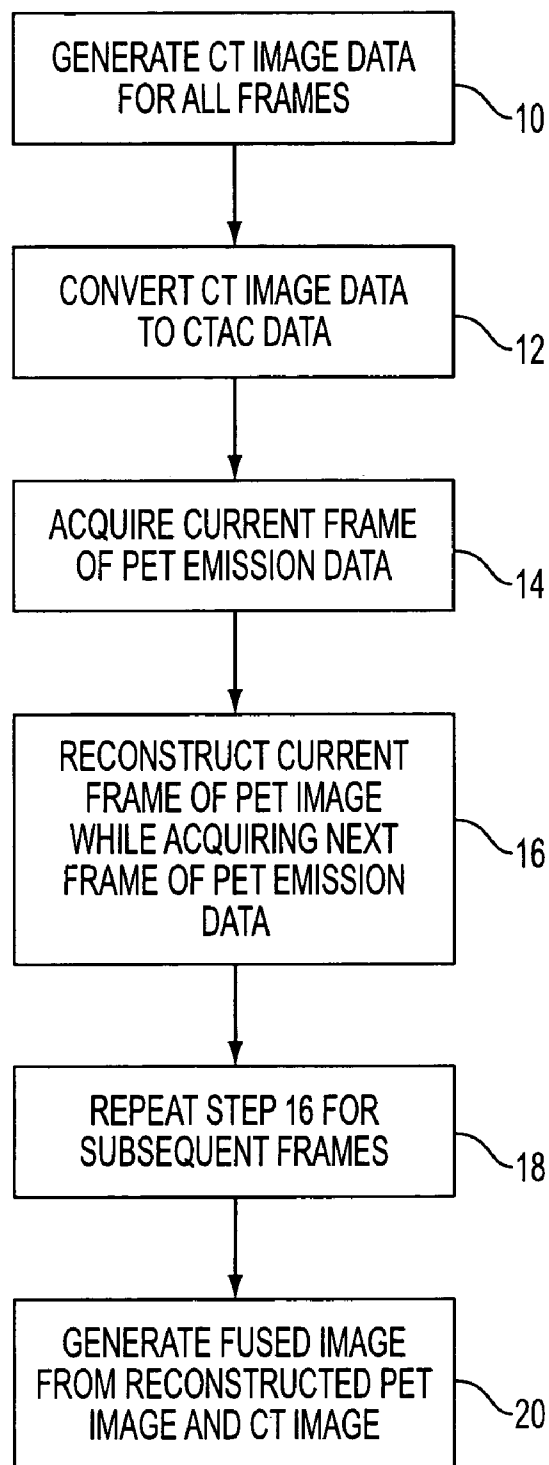 GENERATE CT IMAGE DATA
FOR ALL FRAMES
10
CONVERT CT IMAGE DATA
TO CTAC DATA
12
ACQUIRE CURRENT FRAME
OF PET EMISSION DATA
14
RECONSTRUCT CURRENT
FRAME OF PET IMAGE
WHILE ACQUIRING NEXT
FRAME OF PET EMISSION
DATA
16
REPEAT STEP 16 FOR
SUBSEQUENT FRAMES
18
GENERATE FUSED IMAGE
FROM RECONSTRUCTED PET
IMAGE AND CT IMAGE
20